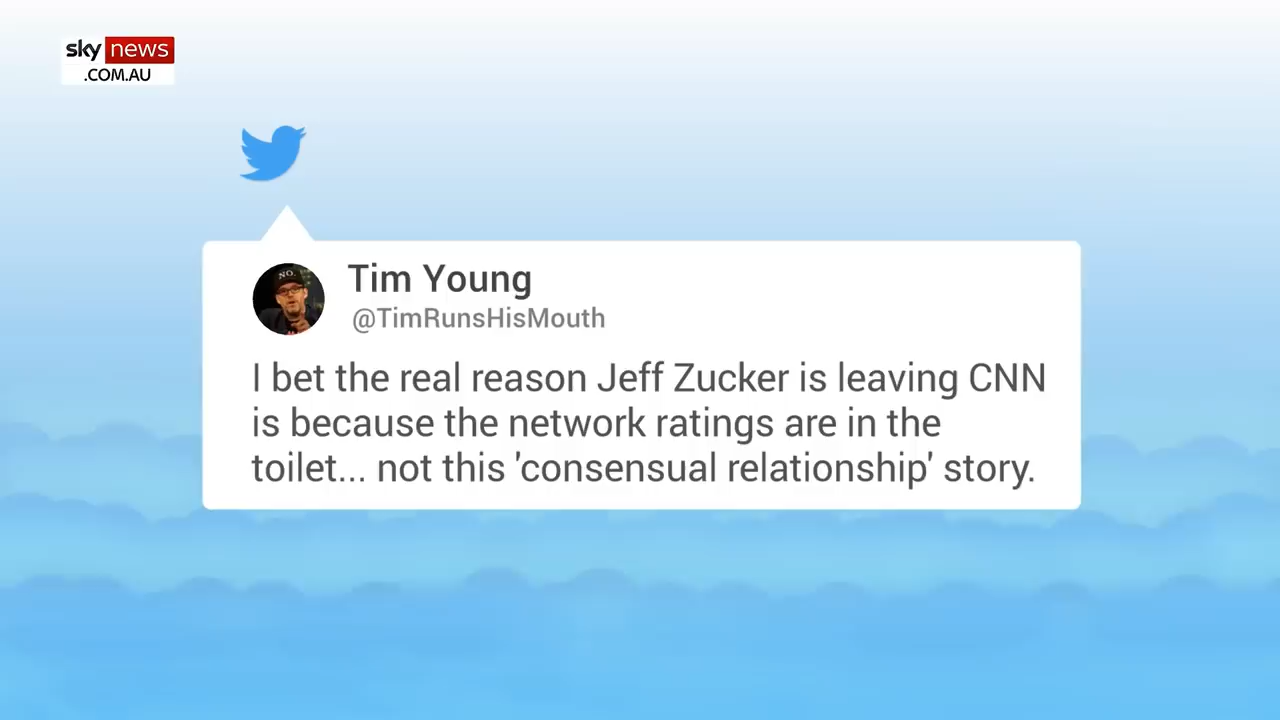 sky news
.COM.AU
NO.
Tim Young
@TimRunsHisMouth
I bet the real reason Jeff Zucker is leaving CNN
is because the network ratings are in the
toilet... not this 'consensual relationship' story.